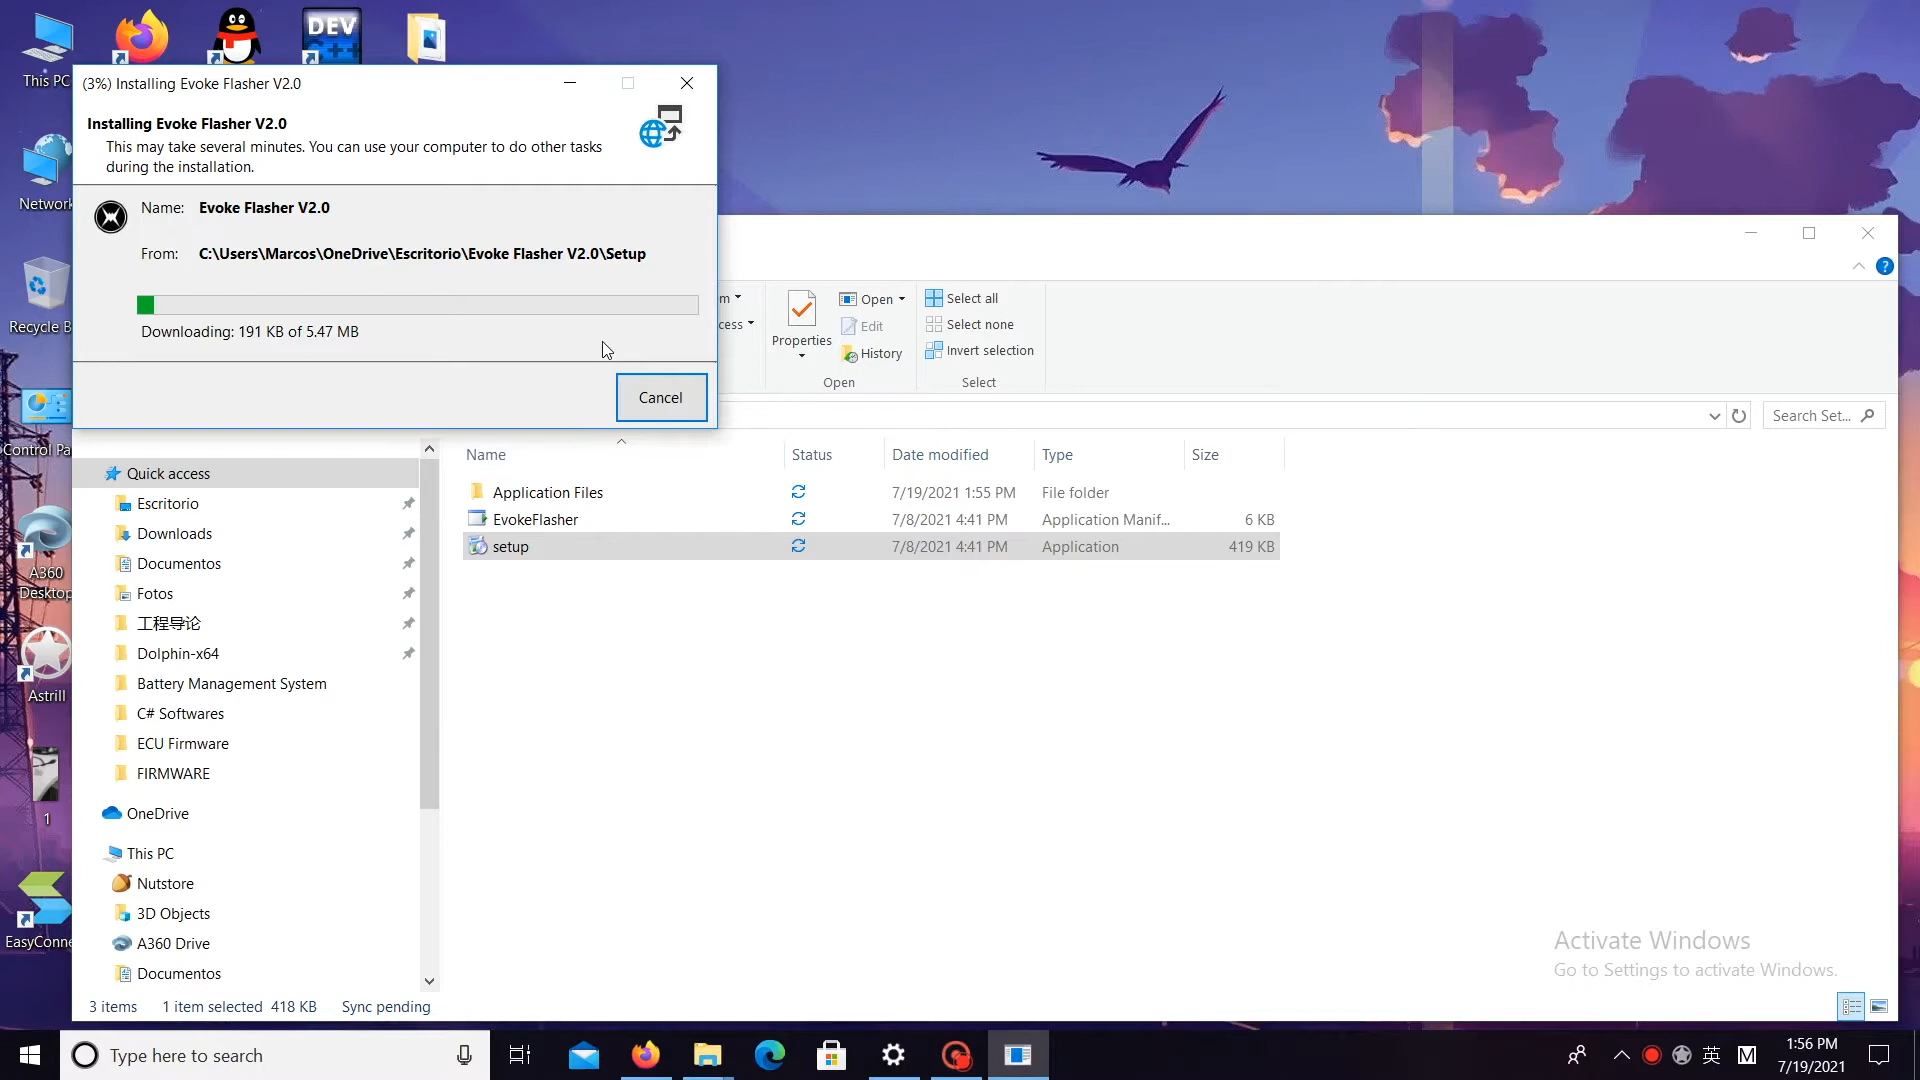 This PC
DEV
C++
(3%) Installing Evoke Flasher V2.0
Installing Evoke Flasher V2.0
This may take several minutes. You can use your computer to do other tasks
during the installation.
Name: Evoke Flasher V2.0
From: C:\Users\Marcos\OneDrive\Escritorio\Evoke Flasher V2.0\Setup
Downloading: 191 KB of 5.47 MB
Cancel
Network
Recycle B
Control Pa
A360
Desktop
Astrill
1
EasyConne
Properties
Open
Edit
History
Open
Select all
Select none
Invert selection
Select
Search Set...
Name Status Date modified Type Size
Application Files 7/19/2021 1:55 PM File folder
EvokeFlasher 7/8/2021 4:41 PM Application Manif... 6 KB
setup 7/8/2021 4:41 PM Application 419 KB
Quick access
Escritorio
Downloads
Documentos
Fotos
工程导论
Dolphin-x64
Battery Management System
C# Softwares
ECU Firmware
FIRMWARE
OneDrive
This PC
Nutstore
3D Objects
A360 Drive
Documentos
3 items 1 item selected 418 KB Sync pending
Activate Windows
Go to Settings to activate Windows.
Type here to search
英
M
1:56 PM
7/19/2021